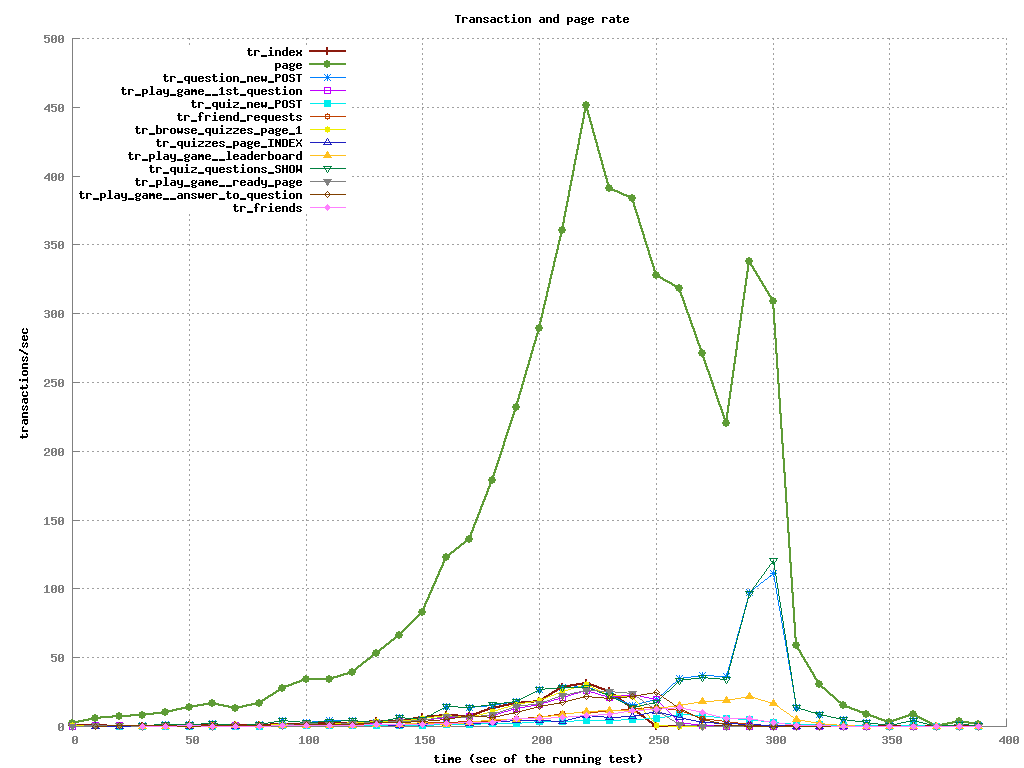 Transaction and page rate
tr_index
page
tr_question_new_POST
tr_play_game__1st_question
tr_quiz_new_POST
tr_friend_requests
tr_browse_quizzes_page_1
tr_quizzes_page_INDEX
tr_play_game__leaderboard
tr_quiz_questions_SHOW
tr_play_game__ready_page
tr_play_game__answer_to_question
tr_friends
500
450
400
350
300
250
200
150
100
50
0
transactions/sec
0 50 100 150 200 250 300 350 400
time (sec of the running test)